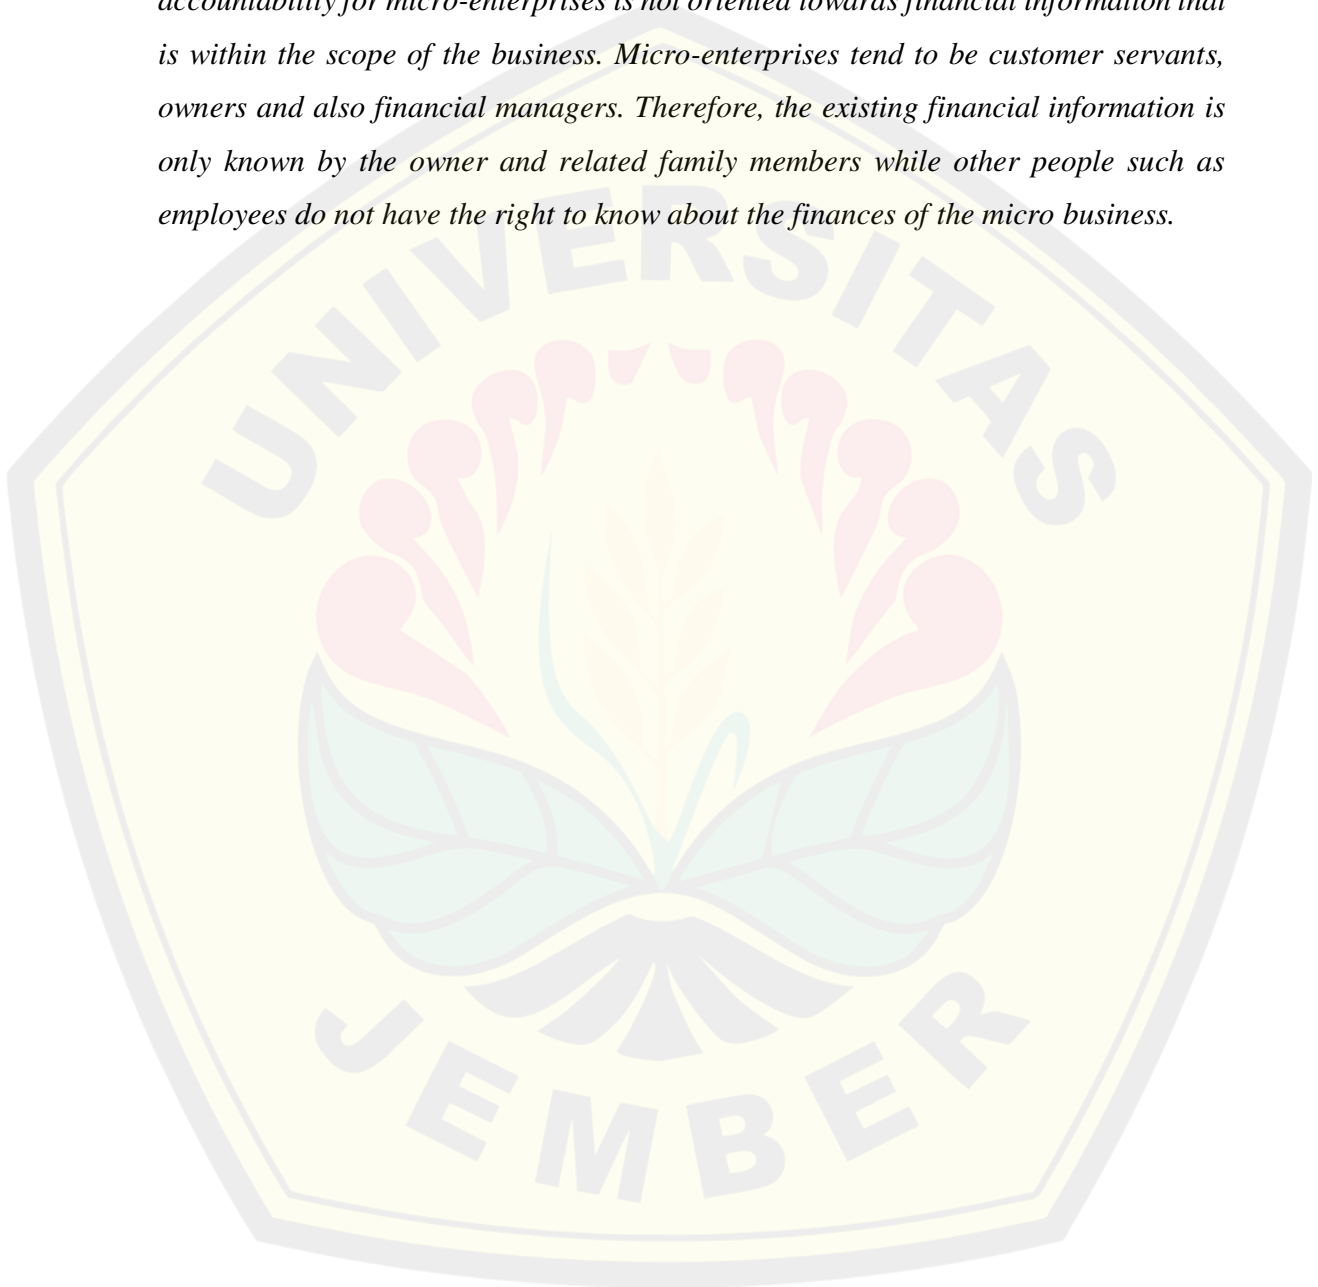 accountability for micro-enterprises is not oriented towards financial information that
is within the scope of the business. Micro-enterprises tend to be customer servants,
owners and also financial managers. Therefore, the existing financial information is
only known by the owner and related family members while other people such as
employees do not have the right to know about the finances of the micro business.
UNIVERSITAS
JEMBER